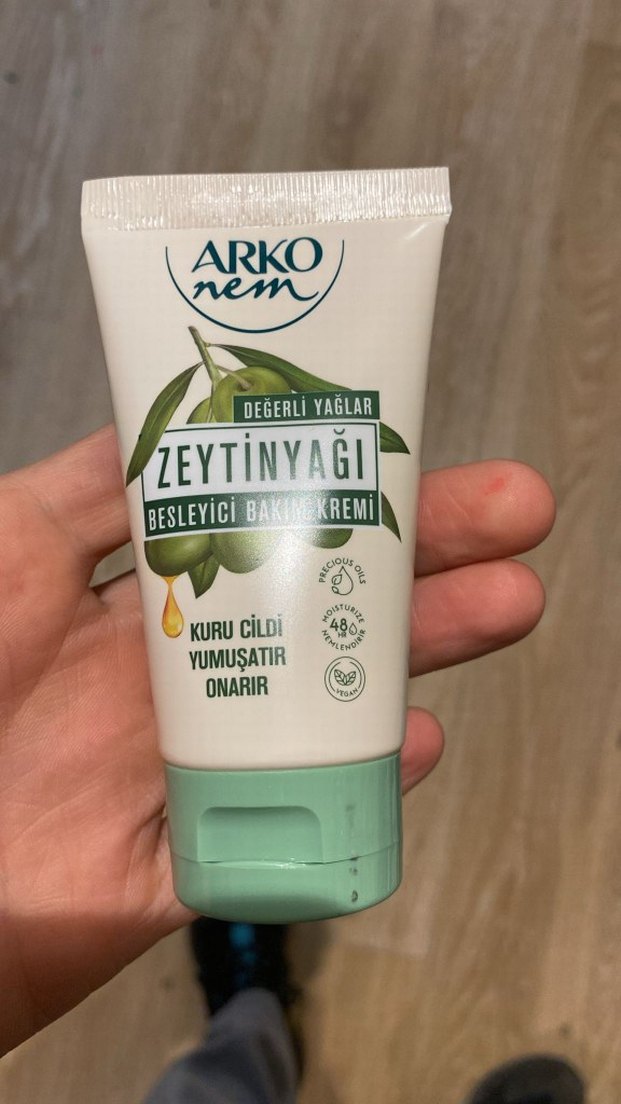 ARKO
nem
DEĞERLİ YAĞLAR
ZEYTİNYAĞI
BESLEYİCİ BAKIM KREMİ
PRECIOUS OILS
MOISTURIZE
48
HR
NEMLENDİRİR
VEGAN
KURU CİLDİ
YUMUŞATIR
ONARIR